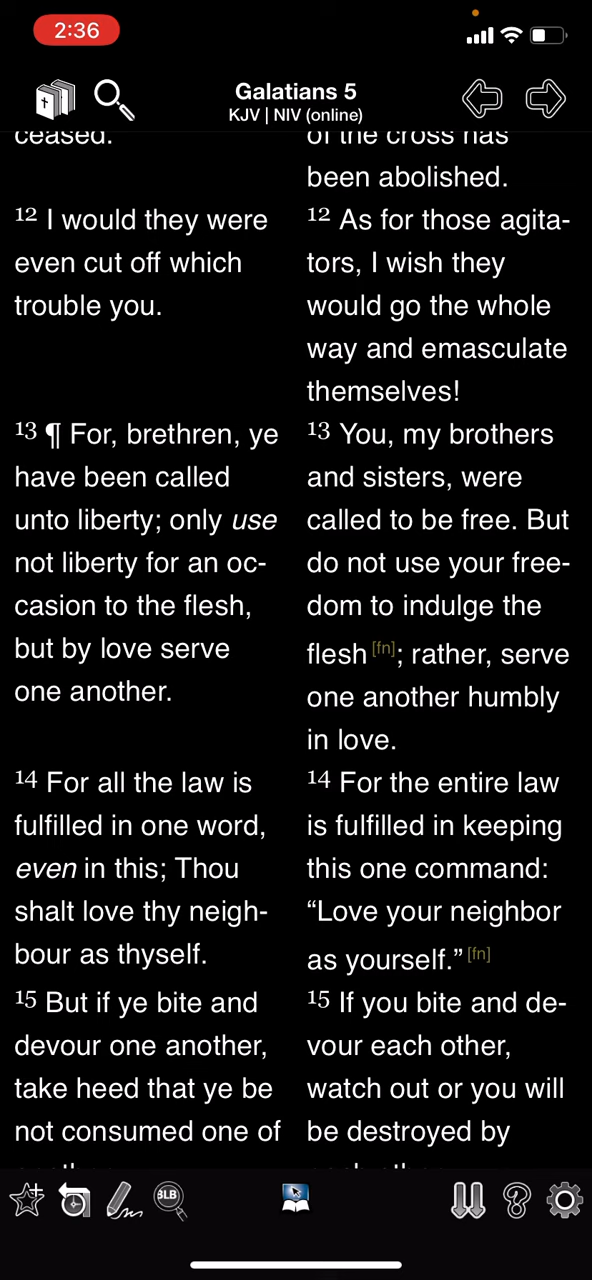 2:36
Galatians 5
KJV | NIV (online)
ceased.
12 I would they were
even cut off which
trouble you.
13 ¶ For, brethren, ye
have been called
unto liberty; only use
not liberty for an oc-
casion to the flesh,
but by love serve
one another.
14 For all the law is
fulfilled in one word,
even in this; Thou
shalt love thy neigh-
bour as thyself.
15 But if ye bite and
devour one another,
take heed that ye be
not consumed one of
of the cross has
been abolished.
12 As for those agita-
tors, I wish they
would go the whole
way and emasculate
themselves!
13 You, my brothers
and sisters, were
called to be free. But
do not use your free-
dom to indulge the
flesh [fn]; rather, serve
one another humbly
in love.
14 For the entire law
is fulfilled in keeping
this one command:
“Love your neighbor
as yourself.” [fn]
15 If you bite and de-
vour each other,
watch out or you will
be destroyed by
BLB